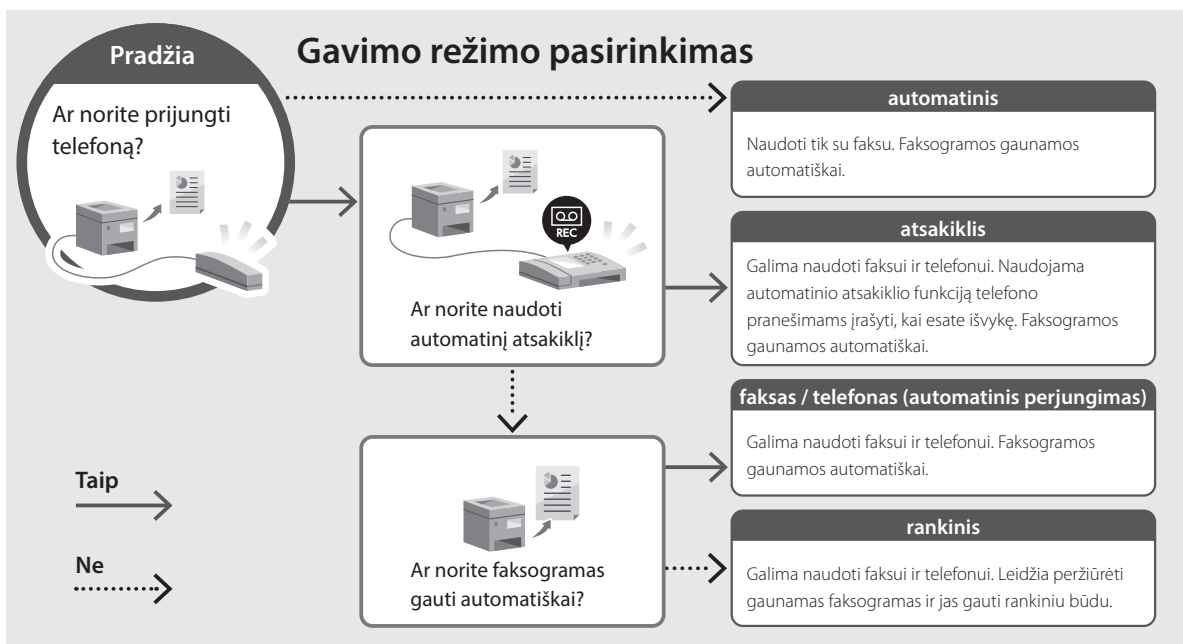 Pradžia
Gavimo režimo pasirinkimas
Ar norite prijungti
telefoną?
automatinis
Naudoti tik su faksu. Faksogramos gaunamos
automatiškai.
REC
Ar norite naudoti
automatinį atsakiklį?
atsakiklis
Galima naudoti faksui ir telefonui. Naudojama
automatinio atsakiklio funkciją telefono
pranešimams įrašyti, kai esate išvykę. Faksogramos
gaunamos automatiškai.
faksas / telefonas (automatinis perjungimas)
Galima naudoti faksui ir telefonui. Faksogramos
gaunamos automatiškai.
Ar norite faksogramas
gauti automatiškai?
rankinis
Galima naudoti faksui ir telefonui. Leidžia peržiūrėti
gaunamas faksogramas ir jas gauti rankiniu būdu.
Taip
Ne